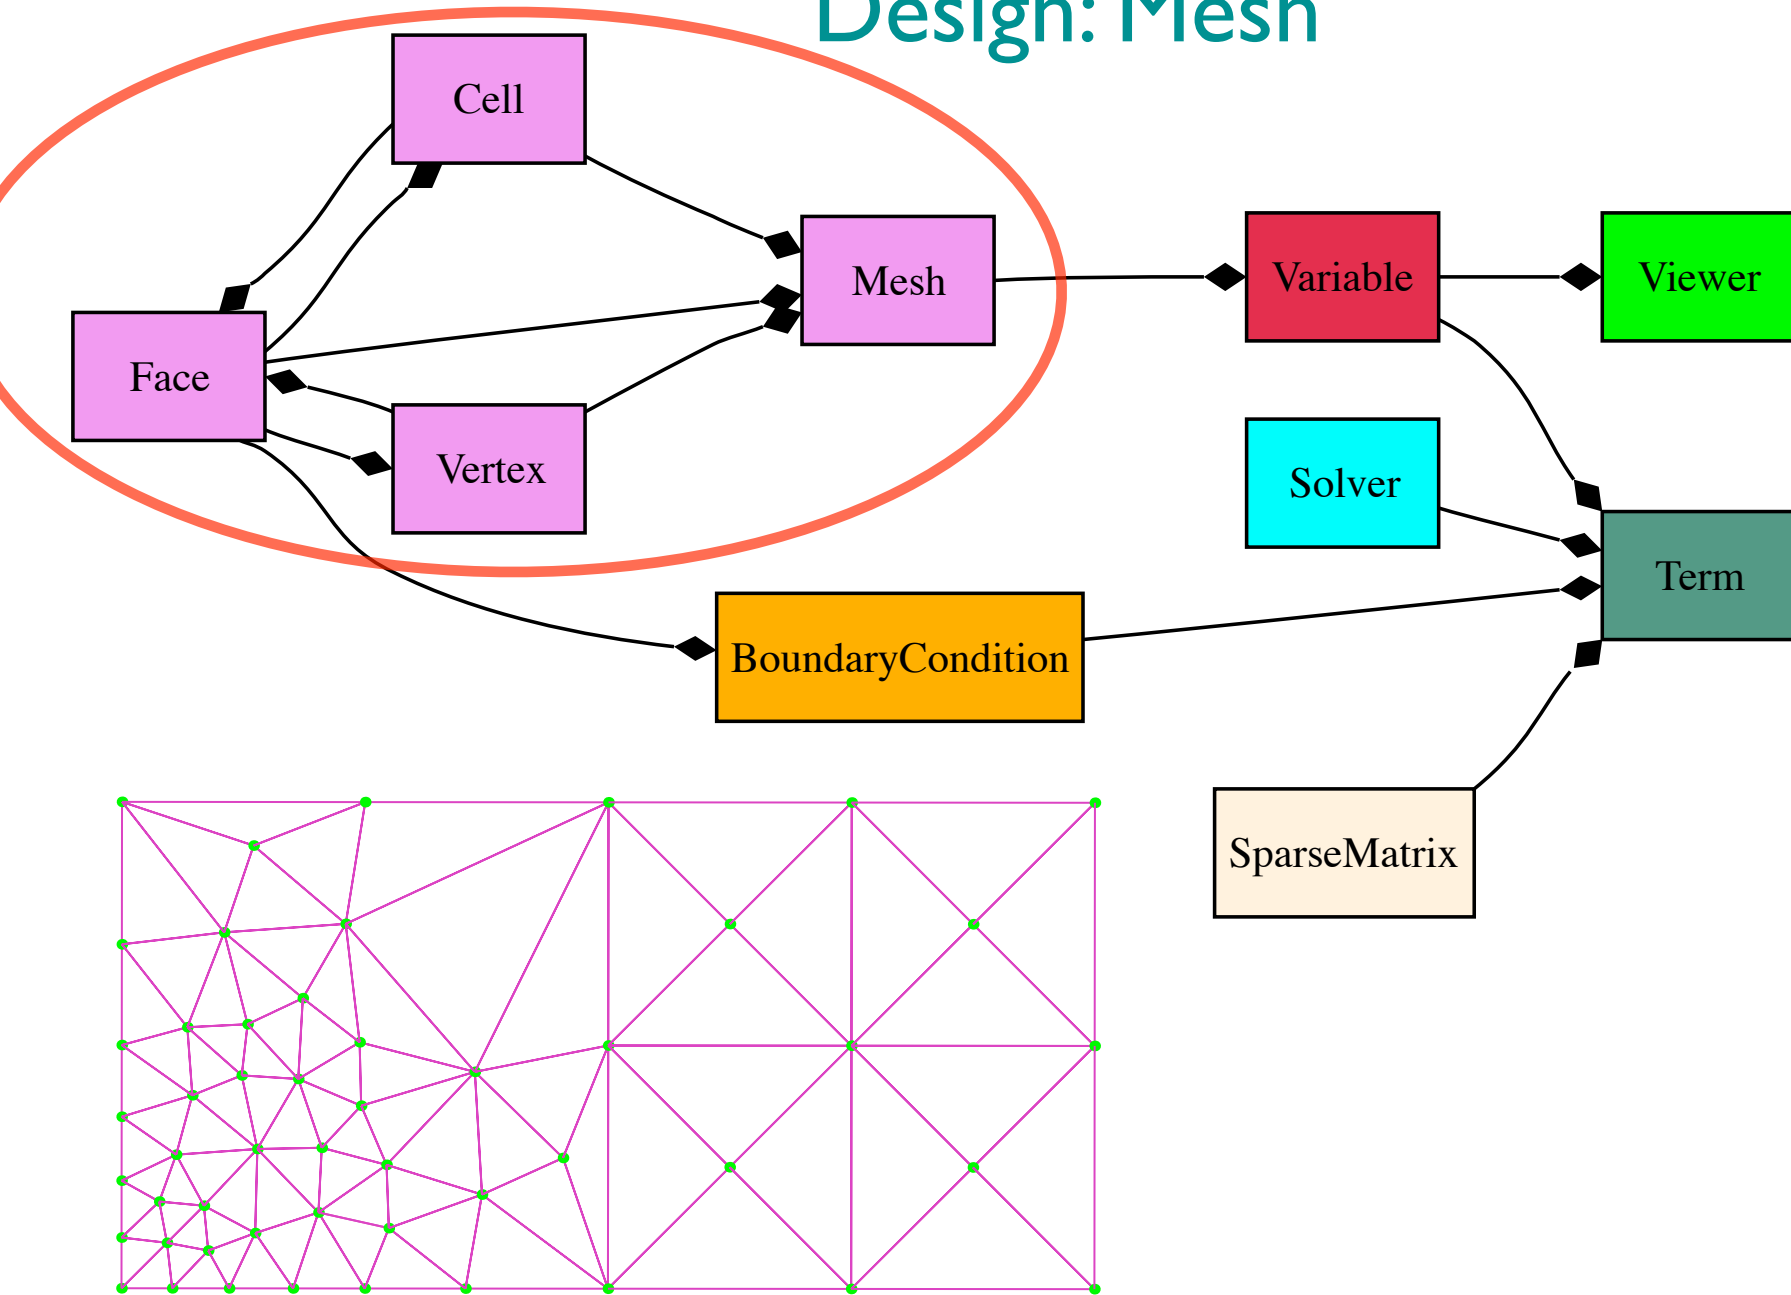 Design: Mesh
Cell
Mesh
Variable
Viewer
Face
Vertex
Solver
Term
BoundaryCondition
SparseMatrix